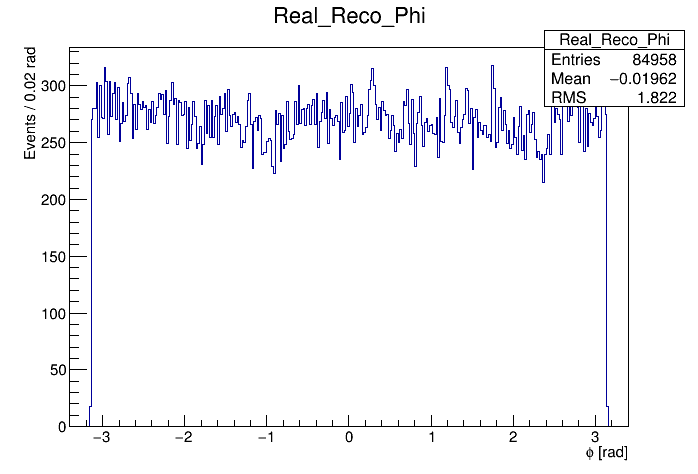 Real_Reco_Phi
Real_Reco_Phi
Entries 84958
Mean −0.01962
RMS 1.822
Events / 0.02 rad
300
250
200
150
100
50
0
−3 −2 −1 0 1 2 3
ϕ [rad]